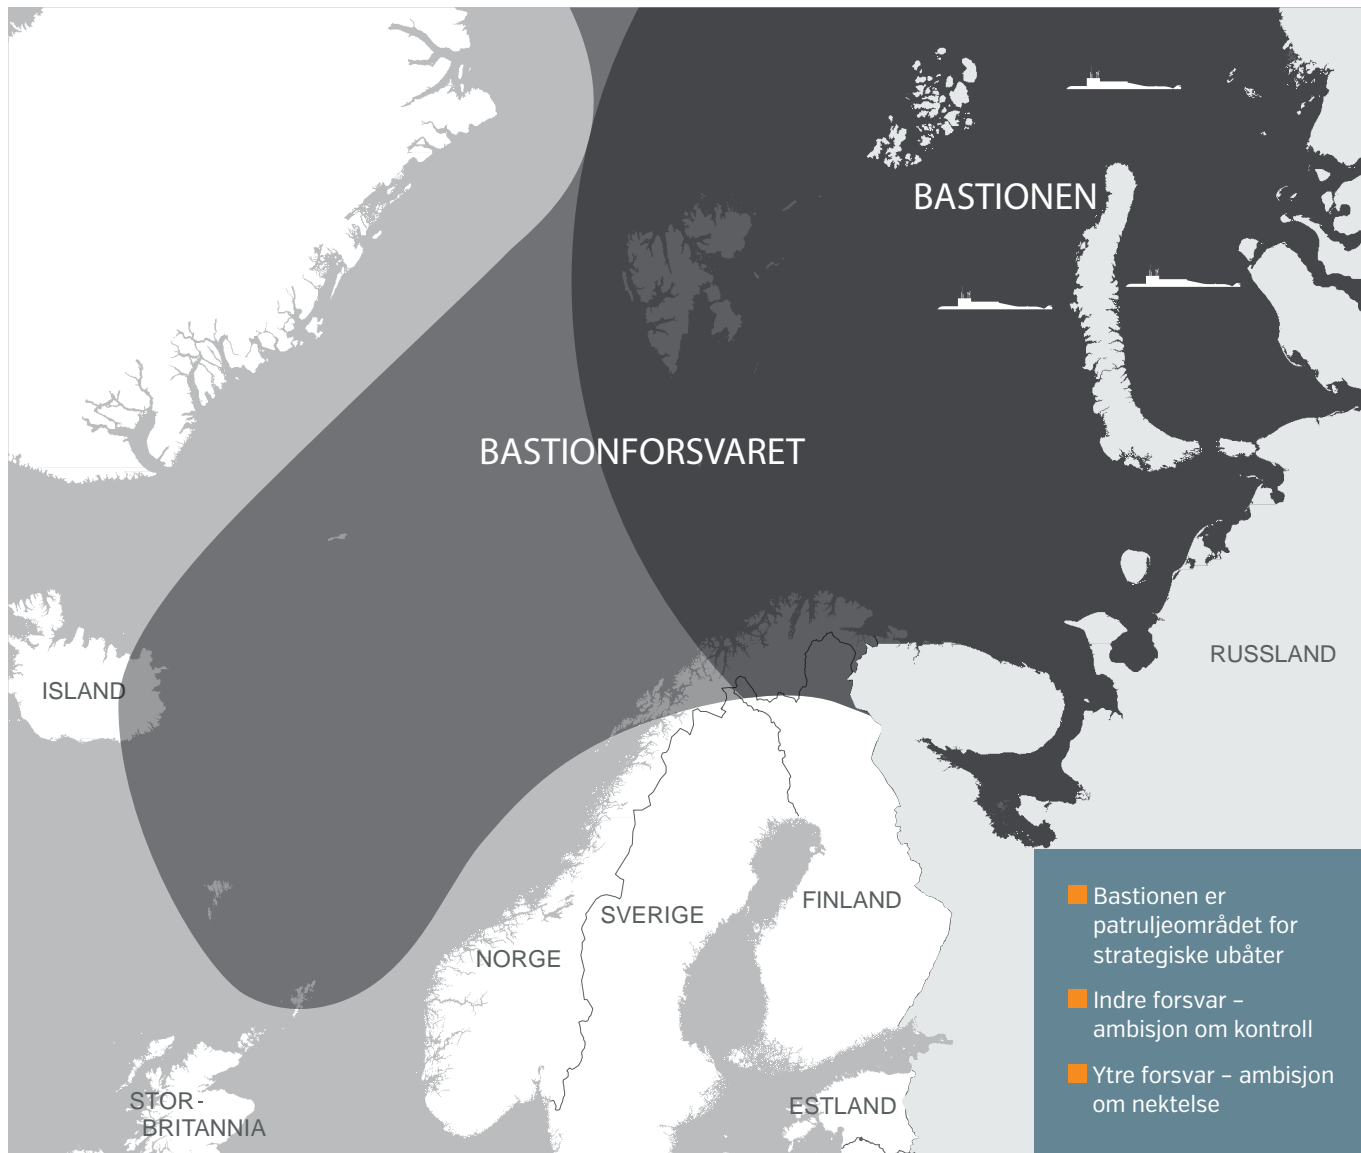 BASTIONEN
BASTIONFORSVARET
RUSSLAND
ISLAND
FINLAND
SVERIGE
NORGE
STOR-
BRITANNIA
ESTLAND
Bastionen er
patruljeområdet for
strategiske ubåter
Indre forsvar –
ambisjon om kontroll
Ytre forsvar – ambisjon
om nektelse